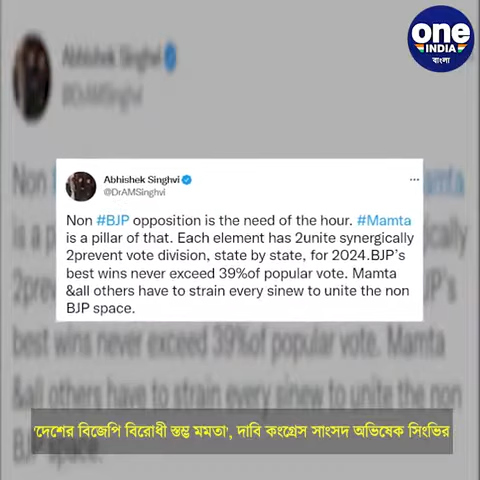 one
INDIA
বাংলা
Abhishek Singhvi
@DrAMSinghvi
Non #BJP opposition is the need of the hour. #Mamta
is a pillar of that. Each element has 2unite synergically
2prevent vote division, state by state, for 2024.BJP's
best wins never exceed 39%of popular vote. Mamta
&all others have to strain every sinew to unite the non
BJP space.
'দেশের বিজেপি বিরোধী স্তম্ভ মমতা', দাবি কংগ্রেস সাংসদ অভিষেক সিংভির